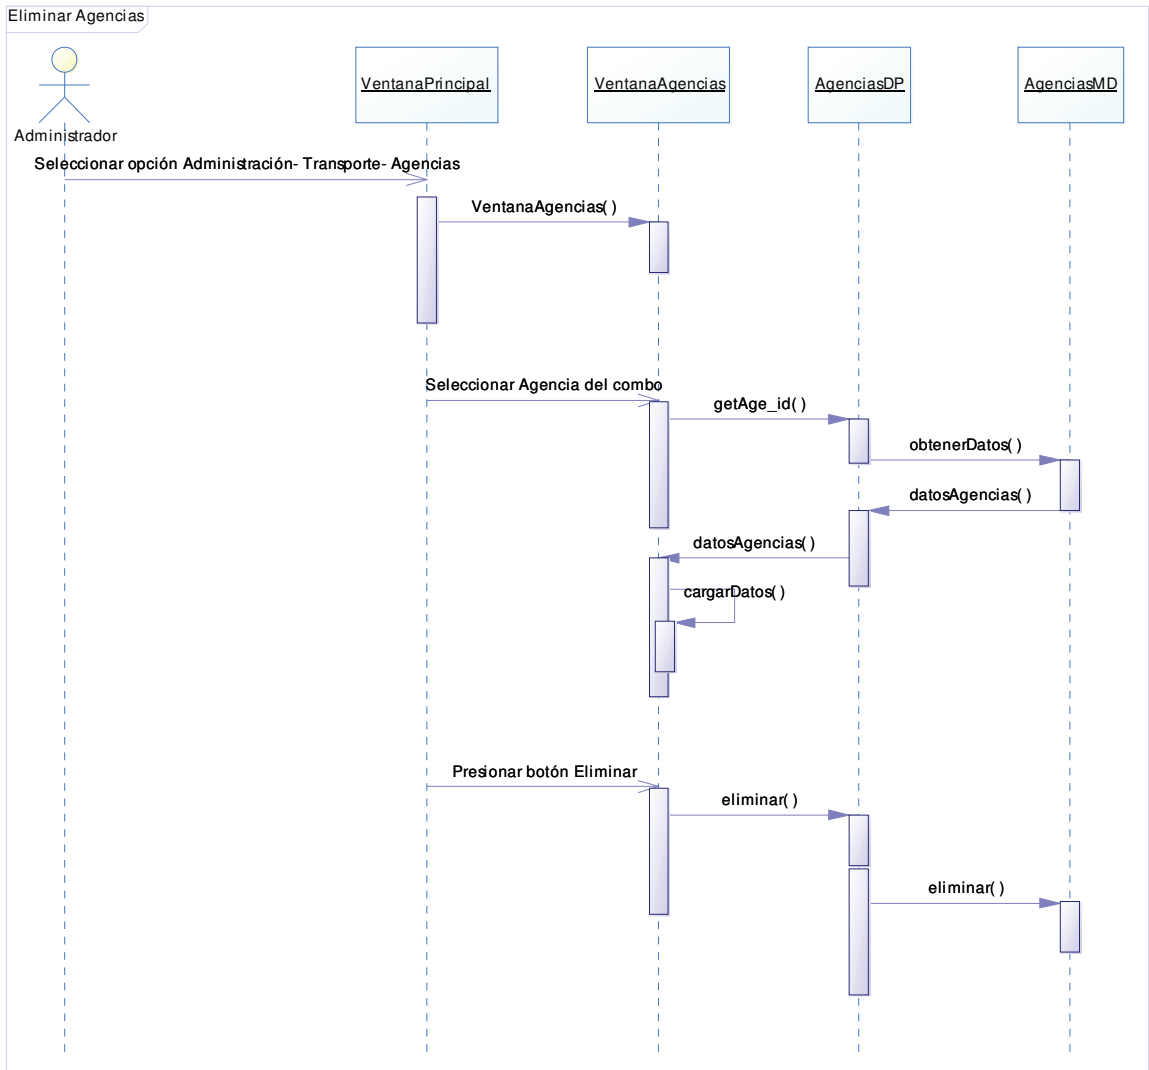 Eliminar Agencias
VentanaPrincipal
VentanaAgencias
AgenciasDP
AgenciasMD
Administrador
Seleccionar opción Administración- Transporte- Agencias
VentanaAgencias( )
Seleccionar Agencia del combo
getAge_id( )
obtenerDatos( )
datosAgencias( )
datosAgencias( )
cargarDatos( )
Presionar botón Eliminar
eliminar( )
eliminar( )